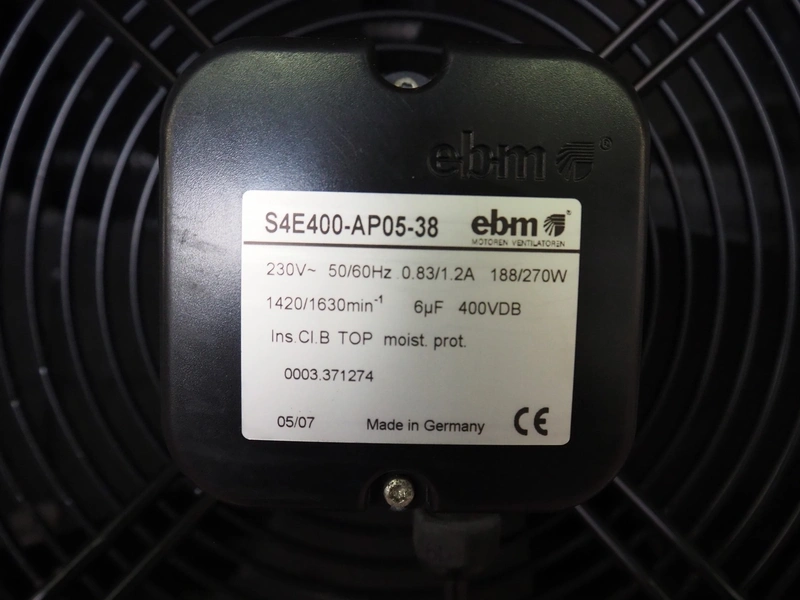 ebm
S4E400-AP05-38 ebm
MOTOREN VENTILATOREN
230V~ 50/60Hz 0.83/1.2A 188/270W
1420/1630min⁻¹ 6µF 400VDB
Ins.Cl.B TOP moist. prot.
0003.371274
05/07 Made in Germany CE